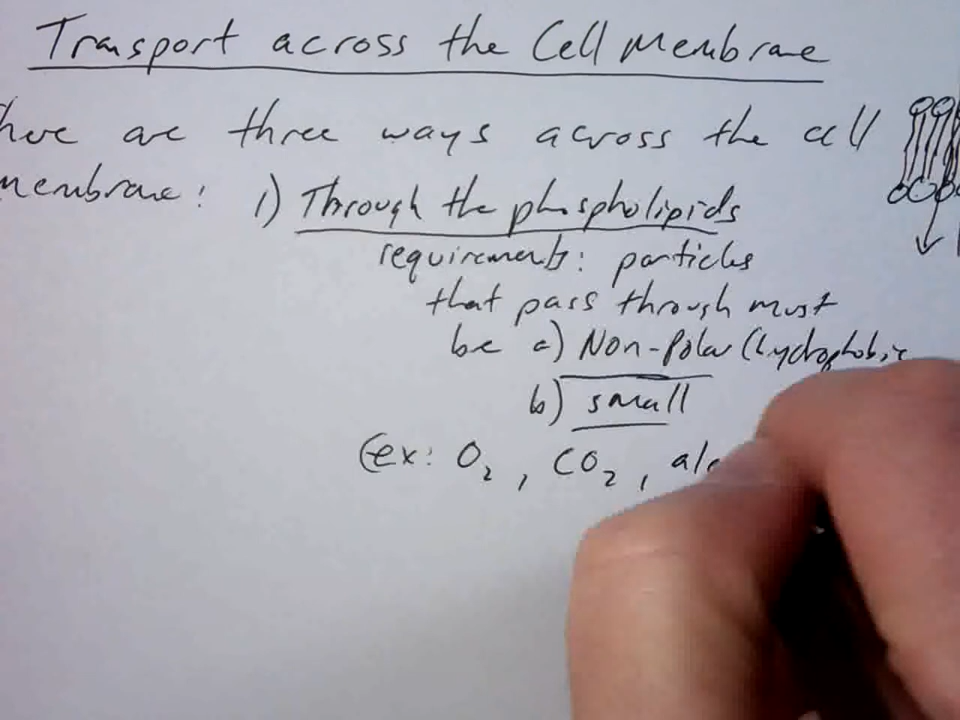 Transport across the Cell Membrane
here are three ways across the cell
membrane: 1) Through the phospholipids
requirements: particles
that pass through must
be a) Non-Polar (hydrophobic
b) small
(ex: O2, CO2, alc